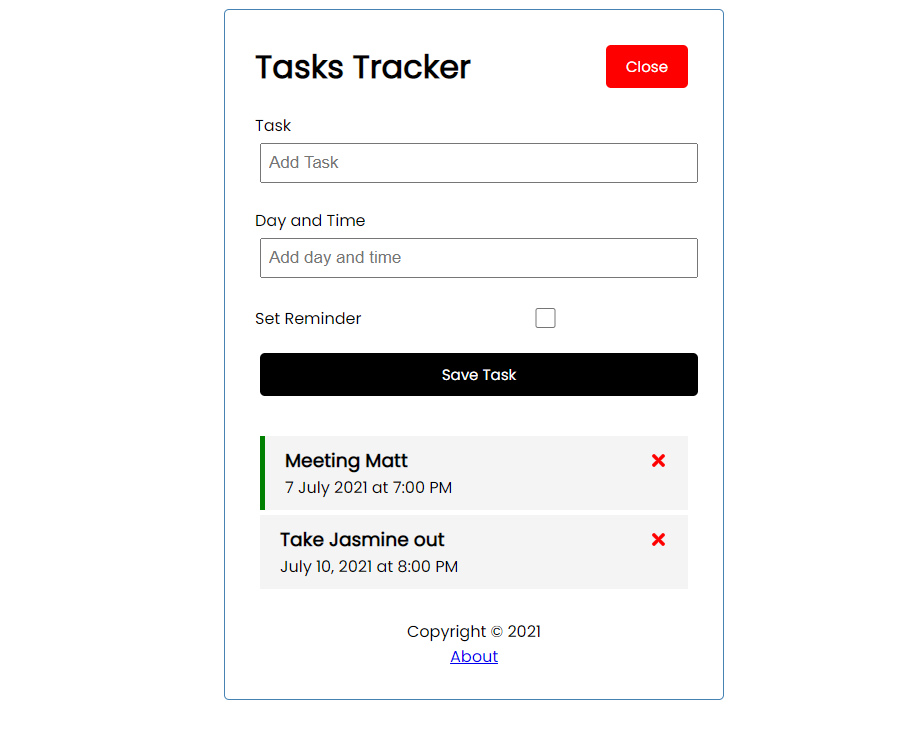 Tasks Tracker
Close
Task
Add Task
Day and Time
Add day and time
Set Reminder
Save Task
Meeting Matt
7 July 2021 at 7:00 PM
Take Jasmine out
July 10, 2021 at 8:00 PM
Copyright © 2021
About